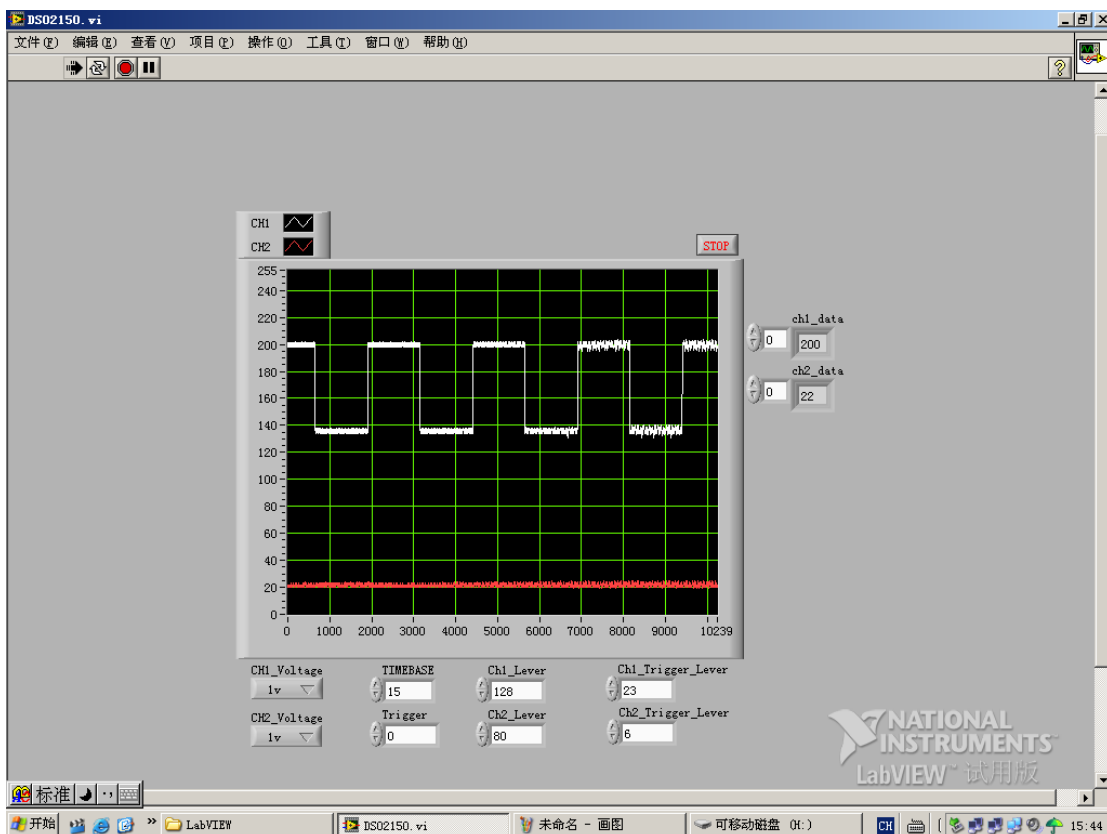 DSO2150.vi
文件(F) 编辑(E) 查看(V) 项目(P) 操作(O) 工具(T) 窗口(W) 帮助(H)
CH1
CH2
STOP
255
240
220
200
180
160
140
120
100
80
60
40
20
0
0 1000 2000 3000 4000 5000 6000 7000 8000 9000 10239
ch1_data
0 200
ch2_data
0 22
CH1_Voltage TIMEBASE Ch1_Lever Ch1_Trigger_Lever
1v 15 128 23
CH2_Voltage Trigger Ch2_Lever Ch2_Trigger_Lever
1v 0 80 6
NATIONAL
INSTRUMENTS
LabVIEW™ 试用版
标准
开始 » LabVIEW DSO2150.vi 未命名 - 画图 可移动磁盘 (H:) CH 15:44